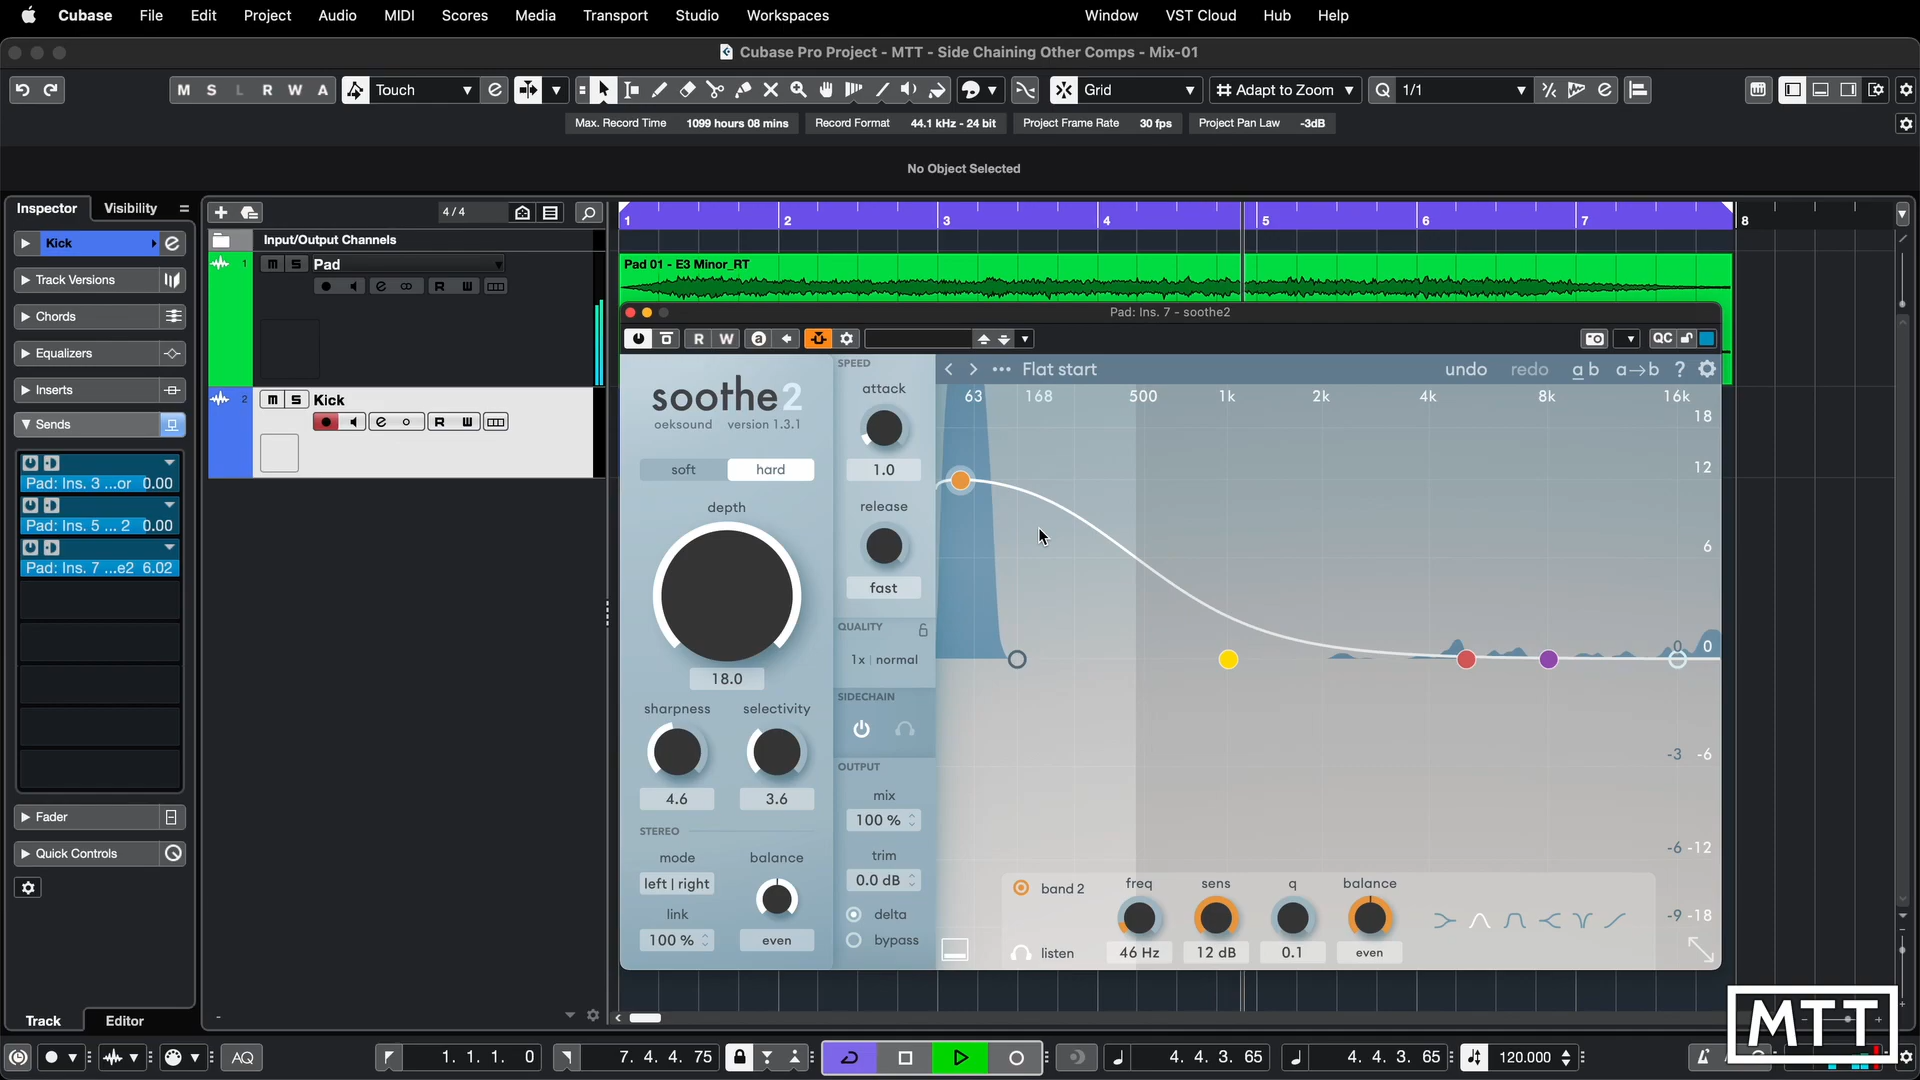 Cubase File Edit Project Audio MIDI Scores Media Transport Studio Workspaces Window VST Cloud Hub Help
Cubase Pro Project - MTT - Side Chaining Other Comps - Mix-01
M S L R W A Touch Grid Adapt to Zoom Q 1/1
Max. Record Time 1099 hours 08 mins Record Format 44.1 kHz - 24 bit Project Frame Rate 30 fps Project Pan Law -3dB
No Object Selected
Inspector Visibility
4/4
1 2 3 4 5 6 7 8
Kick
Input/Output Channels
1 m S Pad
Pad 01 - E3 Minor_RT
R W
Track Versions
Chords
Equalizers
Inserts
Sends
2 m S Kick
R W
Pad: Ins. 3 ...or 0.00
Pad: Ins. 5 ... 2 0.00
Pad: Ins. 7 ...e2 6.02
Fader
Quick Controls
Track Editor
Pad: Ins. 7 - soothe2
R W a QC
soothe2
oeksound version 1.3.1
soft hard
depth
18.0
sharpness selectivity
4.6 3.6
STEREO
mode balance
left | right
link
100 % even
SPEED
attack
1.0
release
fast
QUALITY
1x | normal
SIDECHAIN
OUTPUT
mix
100 %
trim
0.0 dB
delta
bypass
Flat start undo redo a b a→b ?
63 168 500 1k 2k 4k 8k 16k
18
12
6
0 0
-3 -6
-6 -12
-9 -18
band 2 freq sens q balance
listen 46 Hz 12 dB 0.1 even
MTT
AQ 1. 1. 1. 0 7. 4. 4. 75 4. 4. 3. 65 4. 4. 3. 65 120.000